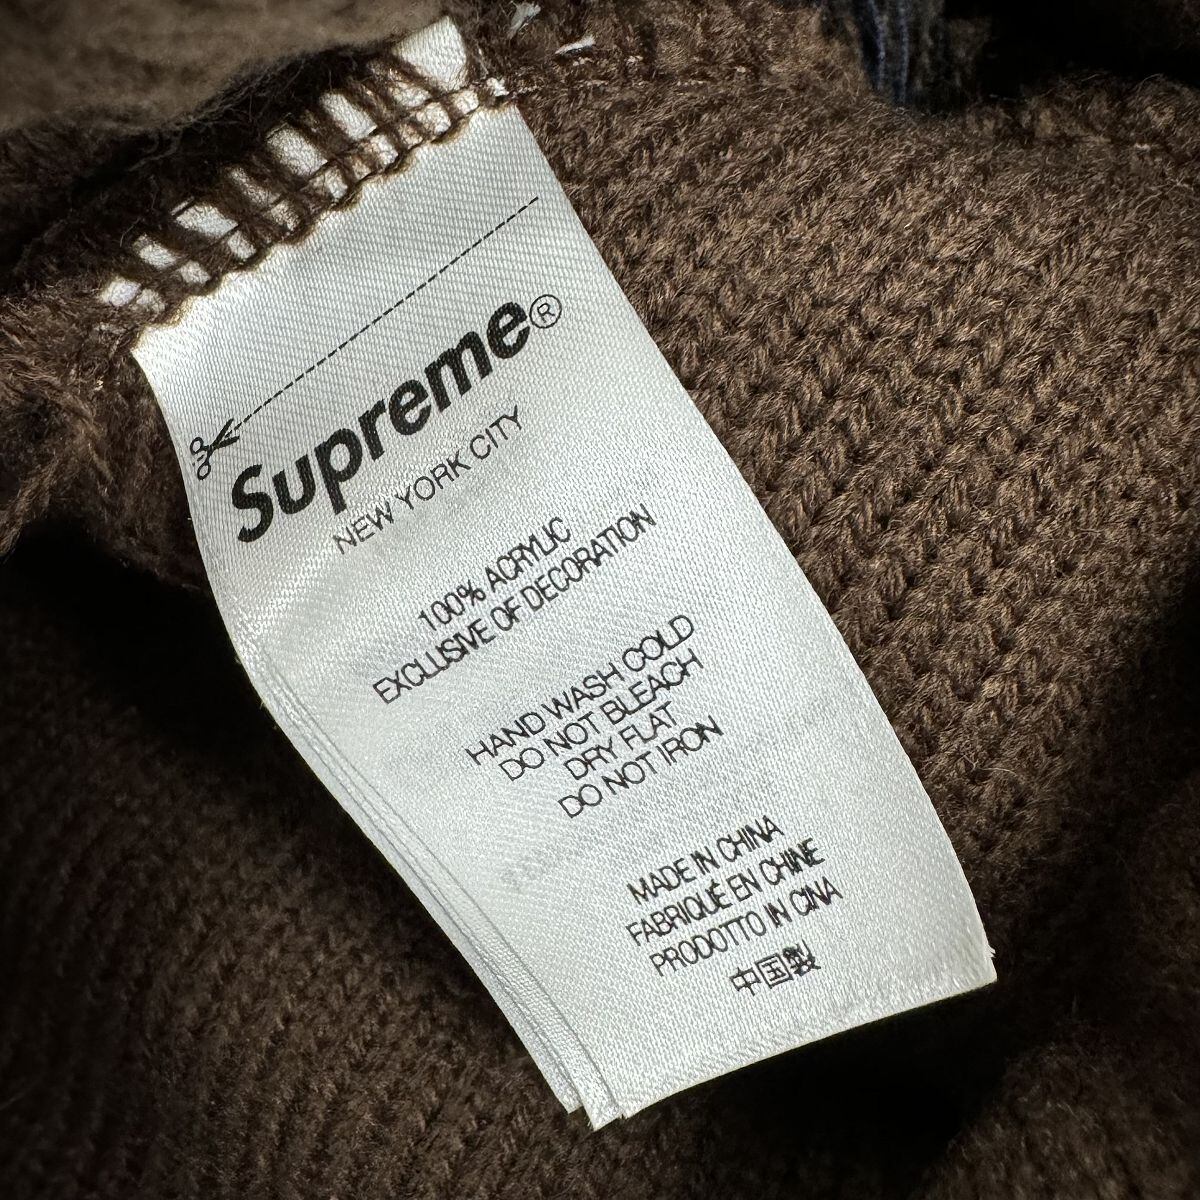 Supreme®
NEW YORK CITY
100% ACRYLIC
EXCLUSIVE OF DECORATION
HAND WASH COLD
DO NOT BLEACH
DRY FLAT
DO NOT IRON
MADE IN CHINA
FABRIQUÉ EN CHINE
PRODOTTO IN CINA
中国製